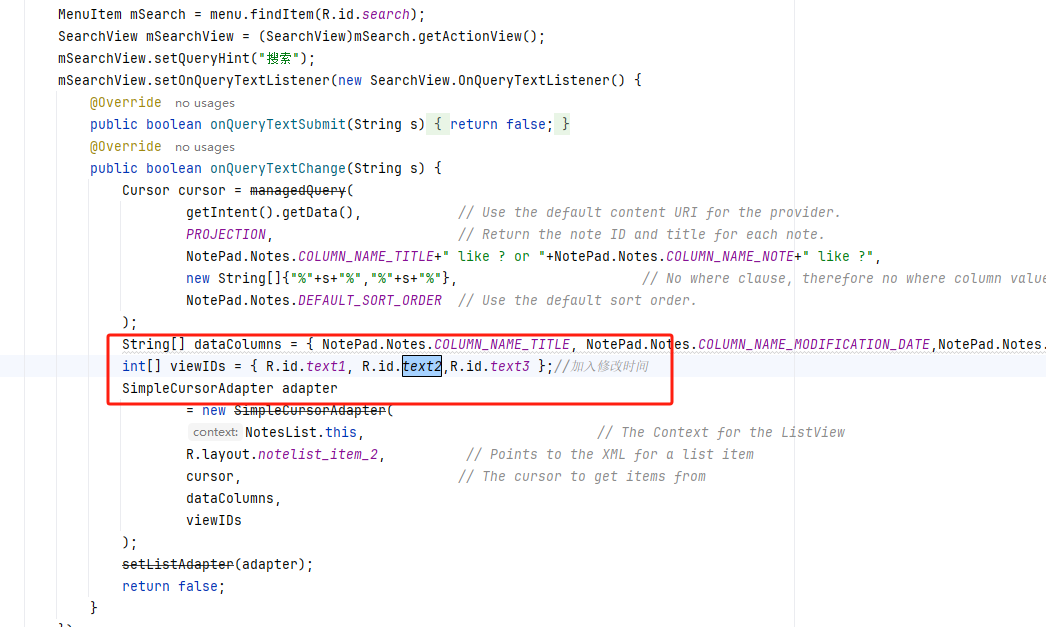 MenuItem mSearch = menu.findItem(R.id.search);
SearchView mSearchView = (SearchView)mSearch.getActionView();
mSearchView.setQueryHint("搜索");
mSearchView.setOnQueryTextListener(new SearchView.OnQueryTextListener() {
@Override no usages
public boolean onQueryTextSubmit(String s) { return false; }
@Override no usages
public boolean onQueryTextChange(String s) {
Cursor cursor = managedQuery(
getIntent().getData(), // Use the default content URI for the provider.
PROJECTION, // Return the note ID and title for each note.
NotePad.Notes.COLUMN_NAME_TITLE+" like ? or "+NotePad.Notes.COLUMN_NAME_NOTE+" like ?",
new String[]{"%"+s+"%","%"+s+"%"}, // No where clause, therefore no where column value
NotePad.Notes.DEFAULT_SORT_ORDER // Use the default sort order.
);
String[] dataColumns = { NotePad.Notes.COLUMN_NAME_TITLE, NotePad.Notes.COLUMN_NAME_MODIFICATION_DATE,NotePad.Notes.
int[] viewIDs = { R.id.text1, R.id.text2,R.id.text3 };//加入修改时间
SimpleCursorAdapter adapter
= new SimpleCursorAdapter(
context: NotesList.this, // The Context for the ListView
R.layout.notelist_item_2, // Points to the XML for a list item
cursor, // The cursor to get items from
dataColumns,
viewIDs
);
setListAdapter(adapter);
return false;
}